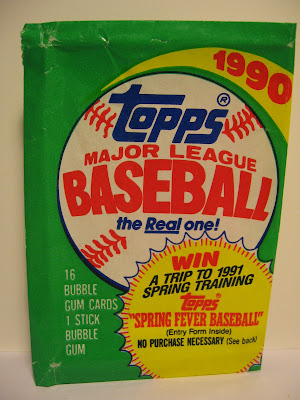 1990
TOPPS®
MAJOR LEAGUE
BASEBALL
the Real one!
16
BUBBLE
GUM CARDS
1 STICK
BUBBLE
GUM
WIN
A TRIP TO 1991
SPRING TRAINING
TOPPS
"SPRING FEVER BASEBALL"
(Entry Form Inside)
NO PURCHASE NECESSARY (See back)